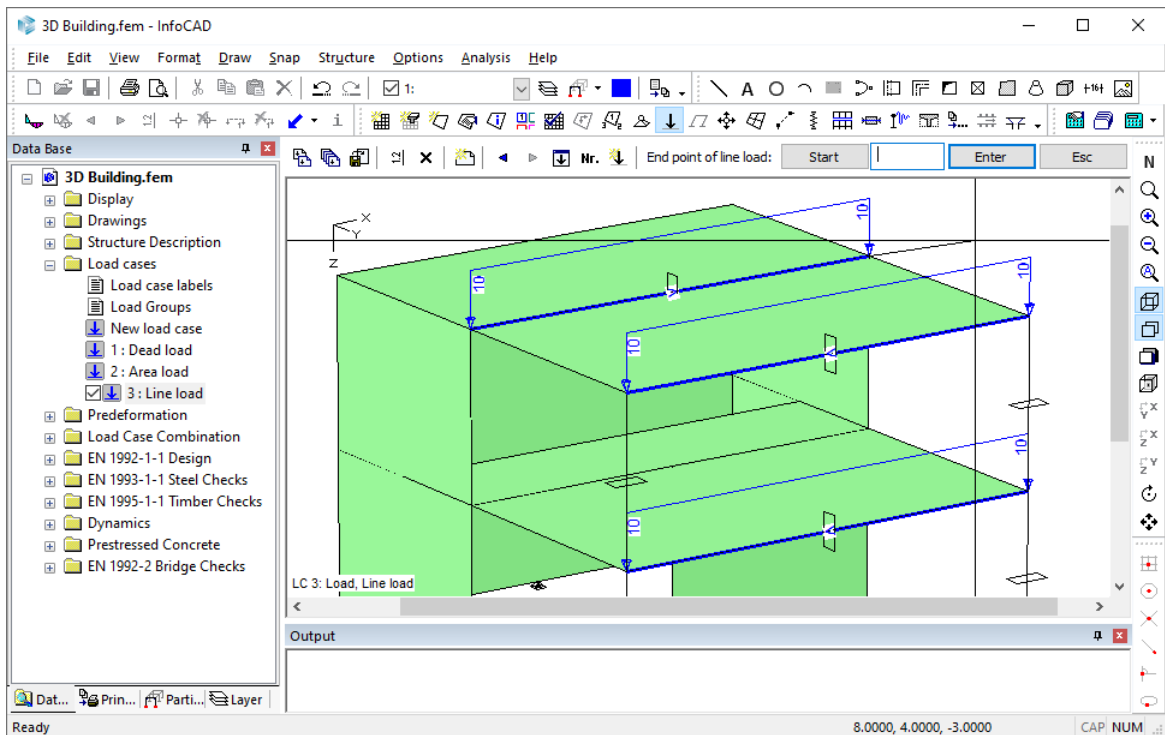 3D Building.fem - InfoCAD
File Edit View Format Draw Snap Structure Options Analysis Help
1:
A +16+
i
Data Base
Nr. End point of line load: Start Enter Esc
N
3D Building.fem
Display
Drawings
Structure Description
Load cases
Load case labels
Load Groups
New load case
1 : Dead load
2 : Area load
3 : Line load
Predeformation
Load Case Combination
EN 1992-1-1 Design
EN 1993-1-1 Steel Checks
EN 1995-1-1 Timber Checks
Dynamics
Prestressed Concrete
EN 1992-2 Bridge Checks
X
Y
Z
10
10
10
10
10
10
LC 3: Load, Line load
X
Y
X
Z
Y
Z
Output
Dat... Prin... Parti... Layer
Ready 8.0000, 4.0000, -3.0000 CAP NUM